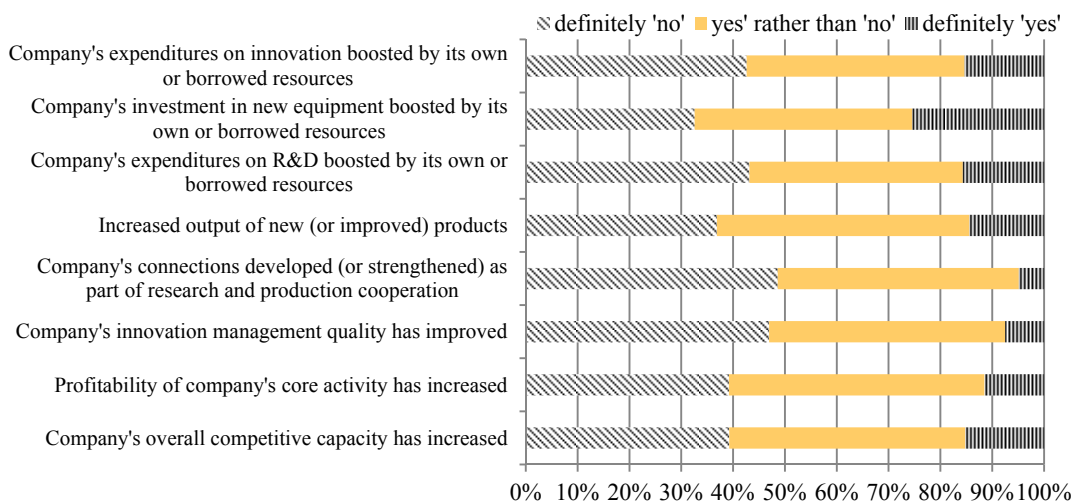 definitely 'no' yes' rather than 'no' definitely 'yes'
Company's expenditures on innovation boosted by its own
or borrowed resources
Company's investment in new equipment boosted by its
own or borrowed resources
Company's expenditures on R&D boosted by its own or
borrowed resources
Increased output of new (or improved) products
Company's connections developed (or strengthened) as
part of research and production cooperation
Company's innovation management quality has improved
Profitability of company's core activity has increased
Company's overall competitive capacity has increased
0% 10% 20% 30% 40% 50% 60% 70% 80% 90% 100%